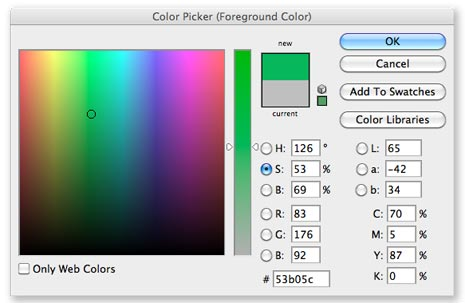 Color Picker (Foreground Color)
new
current
OK
Cancel
Add To Swatches
Color Libraries
H: 126 °
S: 53 %
B: 69 %
R: 83
G: 176
B: 92
# 53b05c
L: 65
a: -42
b: 34
C: 70 %
M: 5 %
Y: 87 %
K: 0 %
Only Web Colors